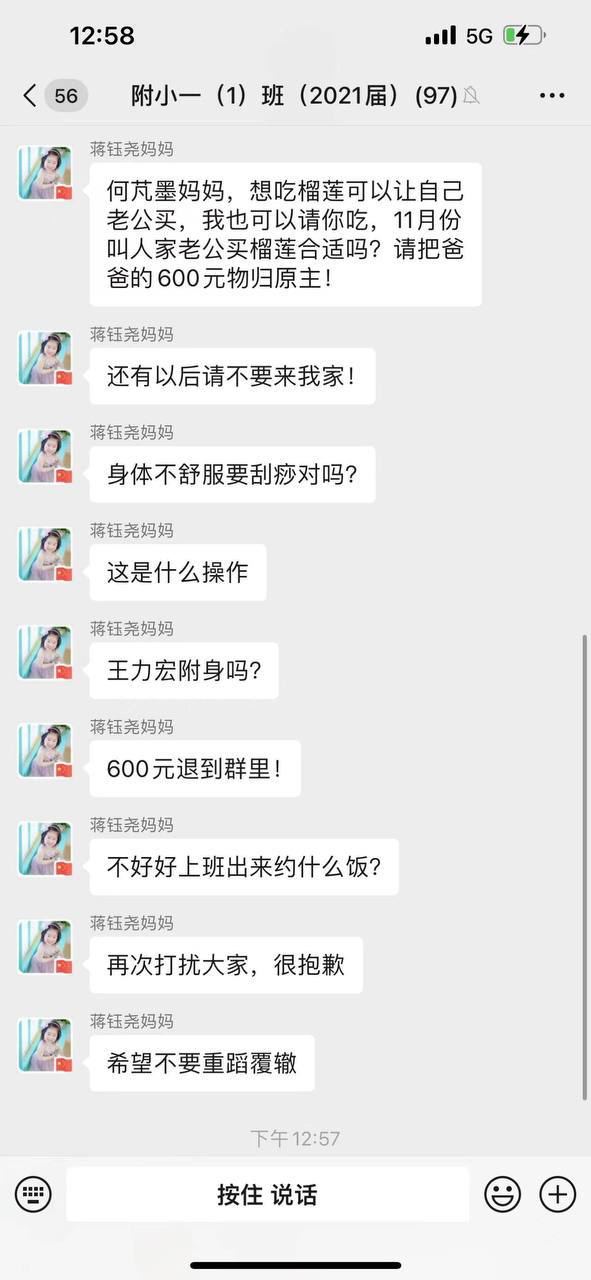 12:58
5G
56
附小一（1）班（2021届）(97)
蒋钰尧妈妈
何芃墨妈妈，想吃榴莲可以让自己
老公买，我也可以请你吃，11月份
叫人家老公买榴莲合适吗？请把爸
爸的600元物归原主！
蒋钰尧妈妈
还有以后请不要来我家！
蒋钰尧妈妈
身体不舒服要刮痧对吗？
蒋钰尧妈妈
这是什么操作
蒋钰尧妈妈
王力宏附身吗？
蒋钰尧妈妈
600元退到群里！
蒋钰尧妈妈
不好好上班出来约什么饭？
蒋钰尧妈妈
再次打扰大家，很抱歉
蒋钰尧妈妈
希望不要重蹈覆辙
下午12:57
按住 说话